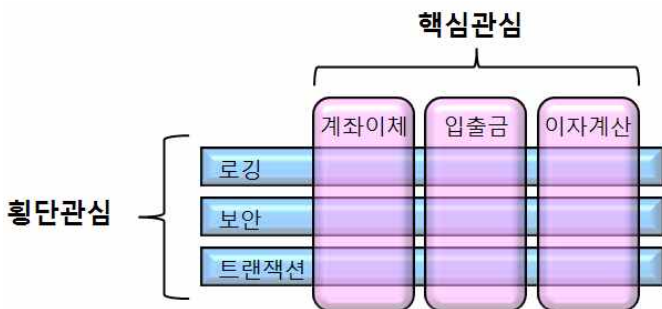 핵심관심
계좌이체 입출금 이자계산
로깅
횡단관심
보안
트랜잭션